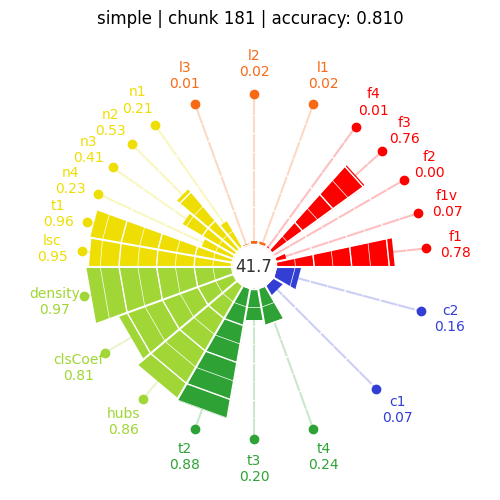 simple | chunk 181 | accuracy: 0.810
l3
0.01
l2
0.02
l1
0.02
n1
0.21
n2
0.53
n3
0.41
n4
0.23
t1
0.96
lsc
0.95
density
0.97
clsCoef
0.81
hubs
0.86
t2
0.88
t3
0.20
t4
0.24
c1
0.07
c2
0.16
f1
0.78
f1v
0.07
f2
0.00
f3
0.76
f4
0.01
41.7